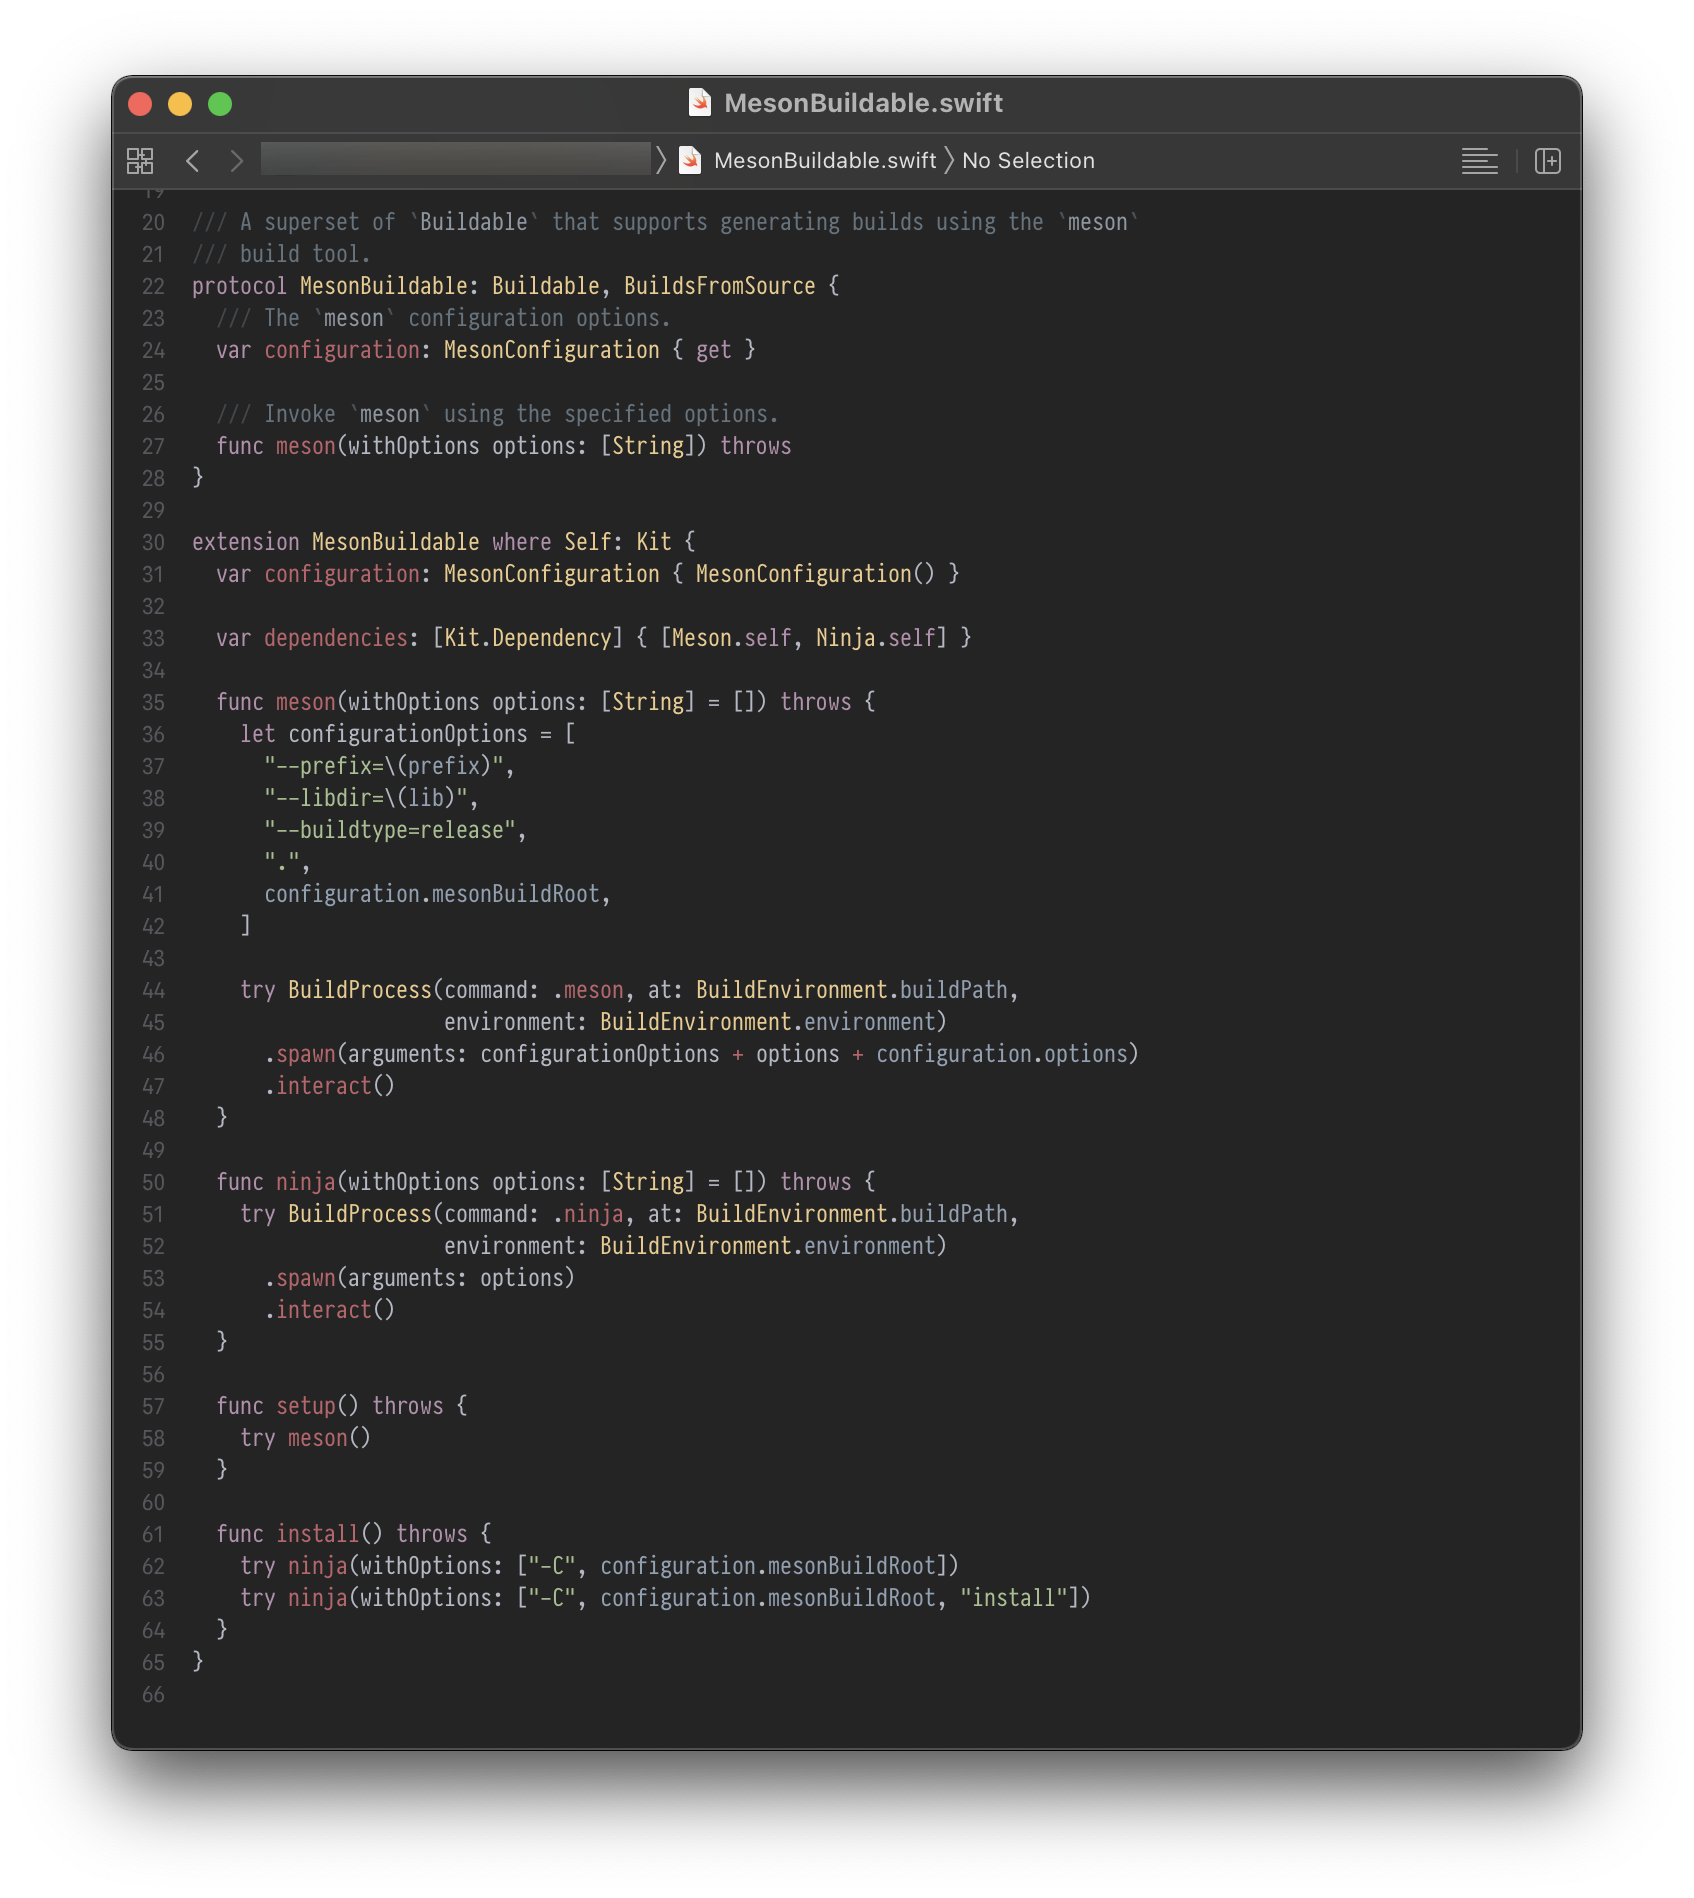 MesonBuildable.swift
MesonBuildable.swift No Selection
19
20 /// A superset of `Buildable` that supports generating builds using the `meson`
21 /// build tool.
22 protocol MesonBuildable: Buildable, BuildsFromSource {
23   /// The `meson` configuration options.
24   var configuration: MesonConfiguration { get }
25
26   /// Invoke `meson` using the specified options.
27   func meson(withOptions options: [String]) throws
28 }
29
30 extension MesonBuildable where Self: Kit {
31   var configuration: MesonConfiguration { MesonConfiguration() }
32
33   var dependencies: [Kit.Dependency] { [Meson.self, Ninja.self] }
34
35   func meson(withOptions options: [String] = []) throws {
36     let configurationOptions = [
37       "--prefix=\(prefix)",
38       "--libdir=\(lib)",
39       "--buildtype=release",
40       ".",
41       configuration.mesonBuildRoot,
42     ]
43
44     try BuildProcess(command: .meson, at: BuildEnvironment.buildPath,
45                      environment: BuildEnvironment.environment)
46       .spawn(arguments: configurationOptions + options + configuration.options)
47       .interact()
48   }
49
50   func ninja(withOptions options: [String] = []) throws {
51     try BuildProcess(command: .ninja, at: BuildEnvironment.buildPath,
52                      environment: BuildEnvironment.environment)
53       .spawn(arguments: options)
54       .interact()
55   }
56
57   func setup() throws {
58     try meson()
59   }
60
61   func install() throws {
62     try ninja(withOptions: ["-C", configuration.mesonBuildRoot])
63     try ninja(withOptions: ["-C", configuration.mesonBuildRoot, "install"])
64   }
65 }
66